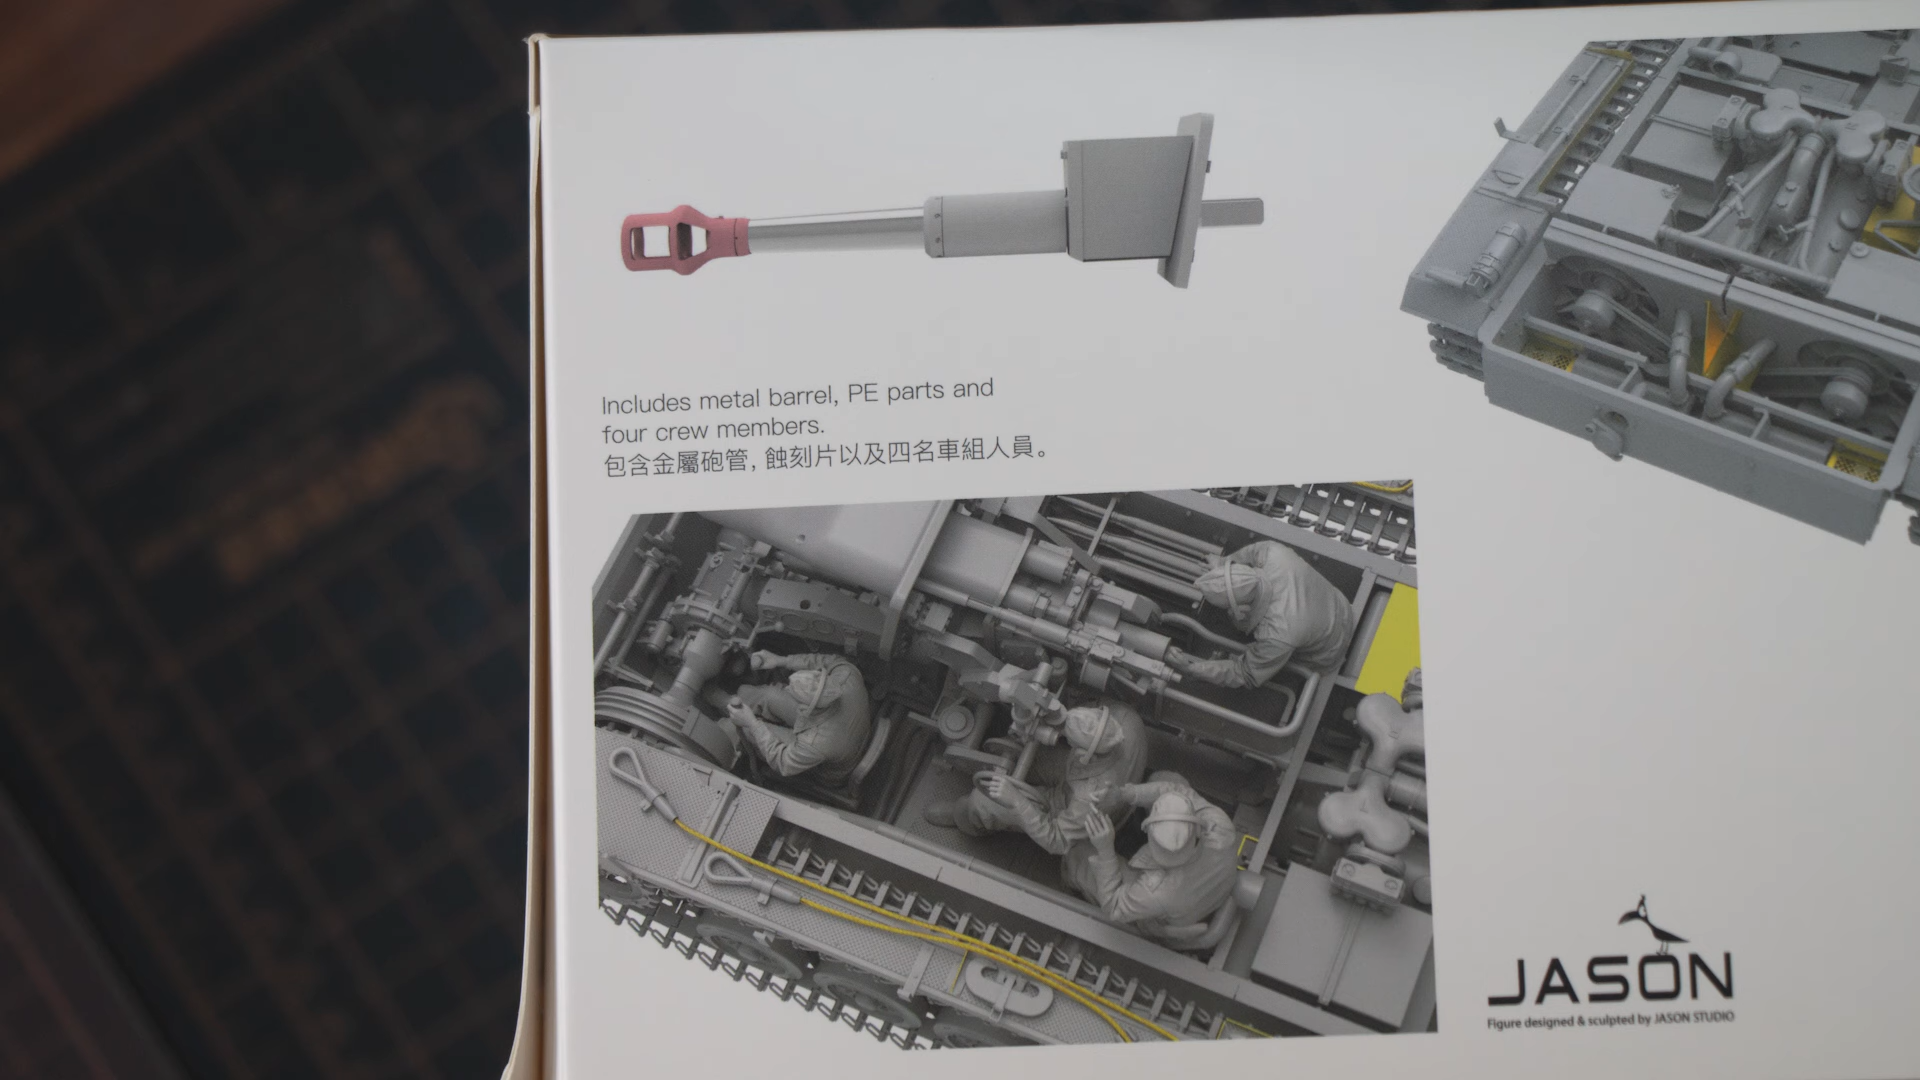 Includes metal barrel, PE parts and
four crew members.
包含金屬砲管, 蝕刻片以及四名車組人員。
JASON
Figure designed & sculpted by JASON STUDIO